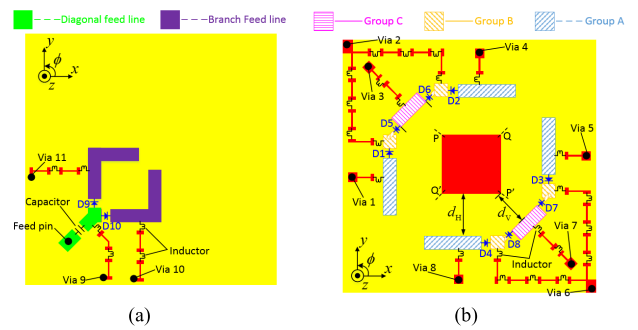 Diagonal feed line
Branch Feed line
Group C
Group B
Group A
y
ϕ
z
x
Via 11
Capacitor
Feed pin
D9
D10
Inductor
Via 9
Via 10
(a)
Via 2
Via 4
Via 3
D6
D2
D5
D1
P
Q
Via 5
Via 1
Q'
P'
D3
D7
dH
dV
D4
D8
Inductor
Via 7
Via 8
Via 6
y
ϕ
z
x
(b)